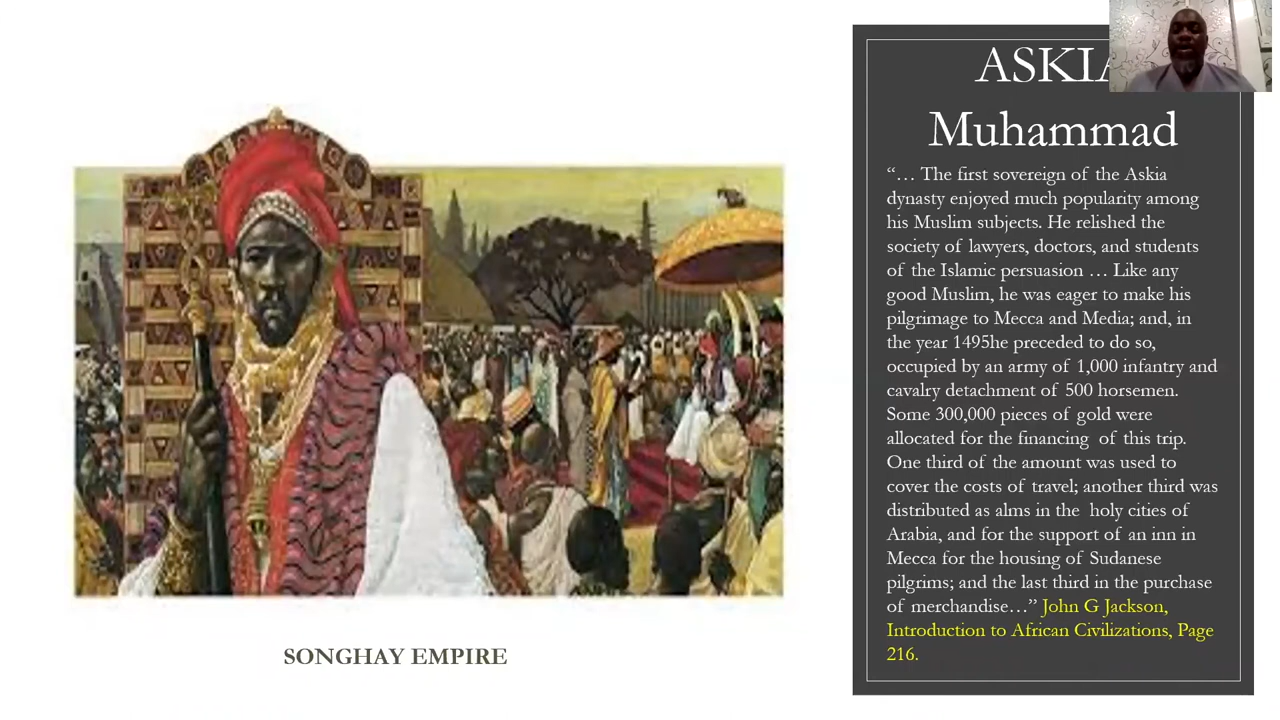 ASKIA
Muhammad
“… The first sovereign of the Askia
dynasty enjoyed much popularity among
his Muslim subjects. He relished the
society of lawyers, doctors, and students
of the Islamic persuasion … Like any
good Muslim, he was eager to make his
pilgrimage to Mecca and Media; and, in
the year 1495he preceded to do so,
occupied by an army of 1,000 infantry and
cavalry detachment of 500 horsemen.
Some 300,000 pieces of gold were
allocated for the financing of this trip.
One third of the amount was used to
cover the costs of travel; another third was
distributed as alms in the holy cities of
Arabia, and for the support of an inn in
Mecca for the housing of Sudanese
pilgrims; and the last third in the purchase
of merchandise…” John G Jackson,
Introduction to African Civilizations, Page
216.
SONGHAY EMPIRE